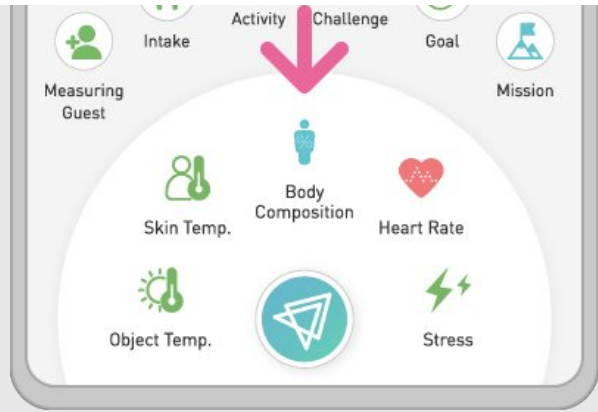 Activity Challenge
Intake
Goal
Measuring
Guest
Mission
Body
Composition
Skin Temp.
Heart Rate
Object Temp.
Stress